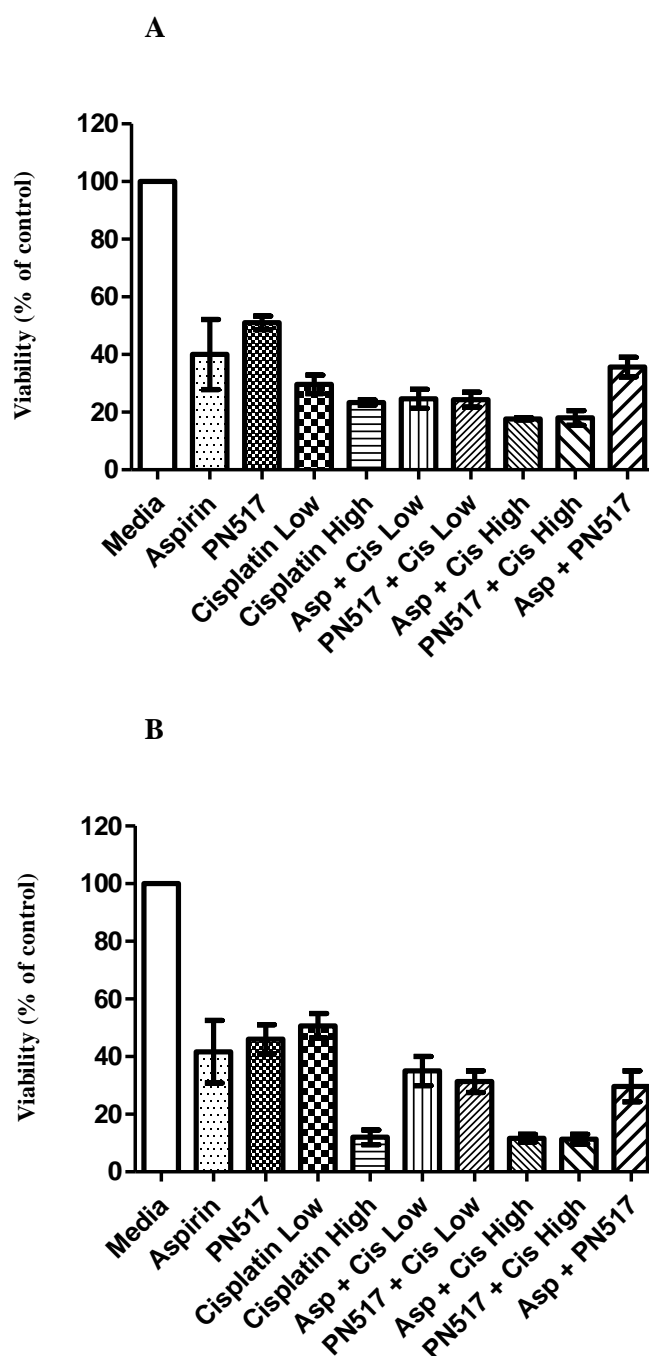 A
Viability (% of control)
120
100
80
60
40
20
0
Media
Aspirin
PN517
Cisplatin Low
Cisplatin High
Asp + Cis Low
PN517 + Cis Low
Asp + Cis High
PN517 + Cis High
Asp + PN517
B
Viability (% of control)
120
100
80
60
40
20
0
Media
Aspirin
PN517
Cisplatin Low
Cisplatin High
Asp + Cis Low
PN517 + Cis Low
Asp + Cis High
PN517 + Cis High
Asp + PN517